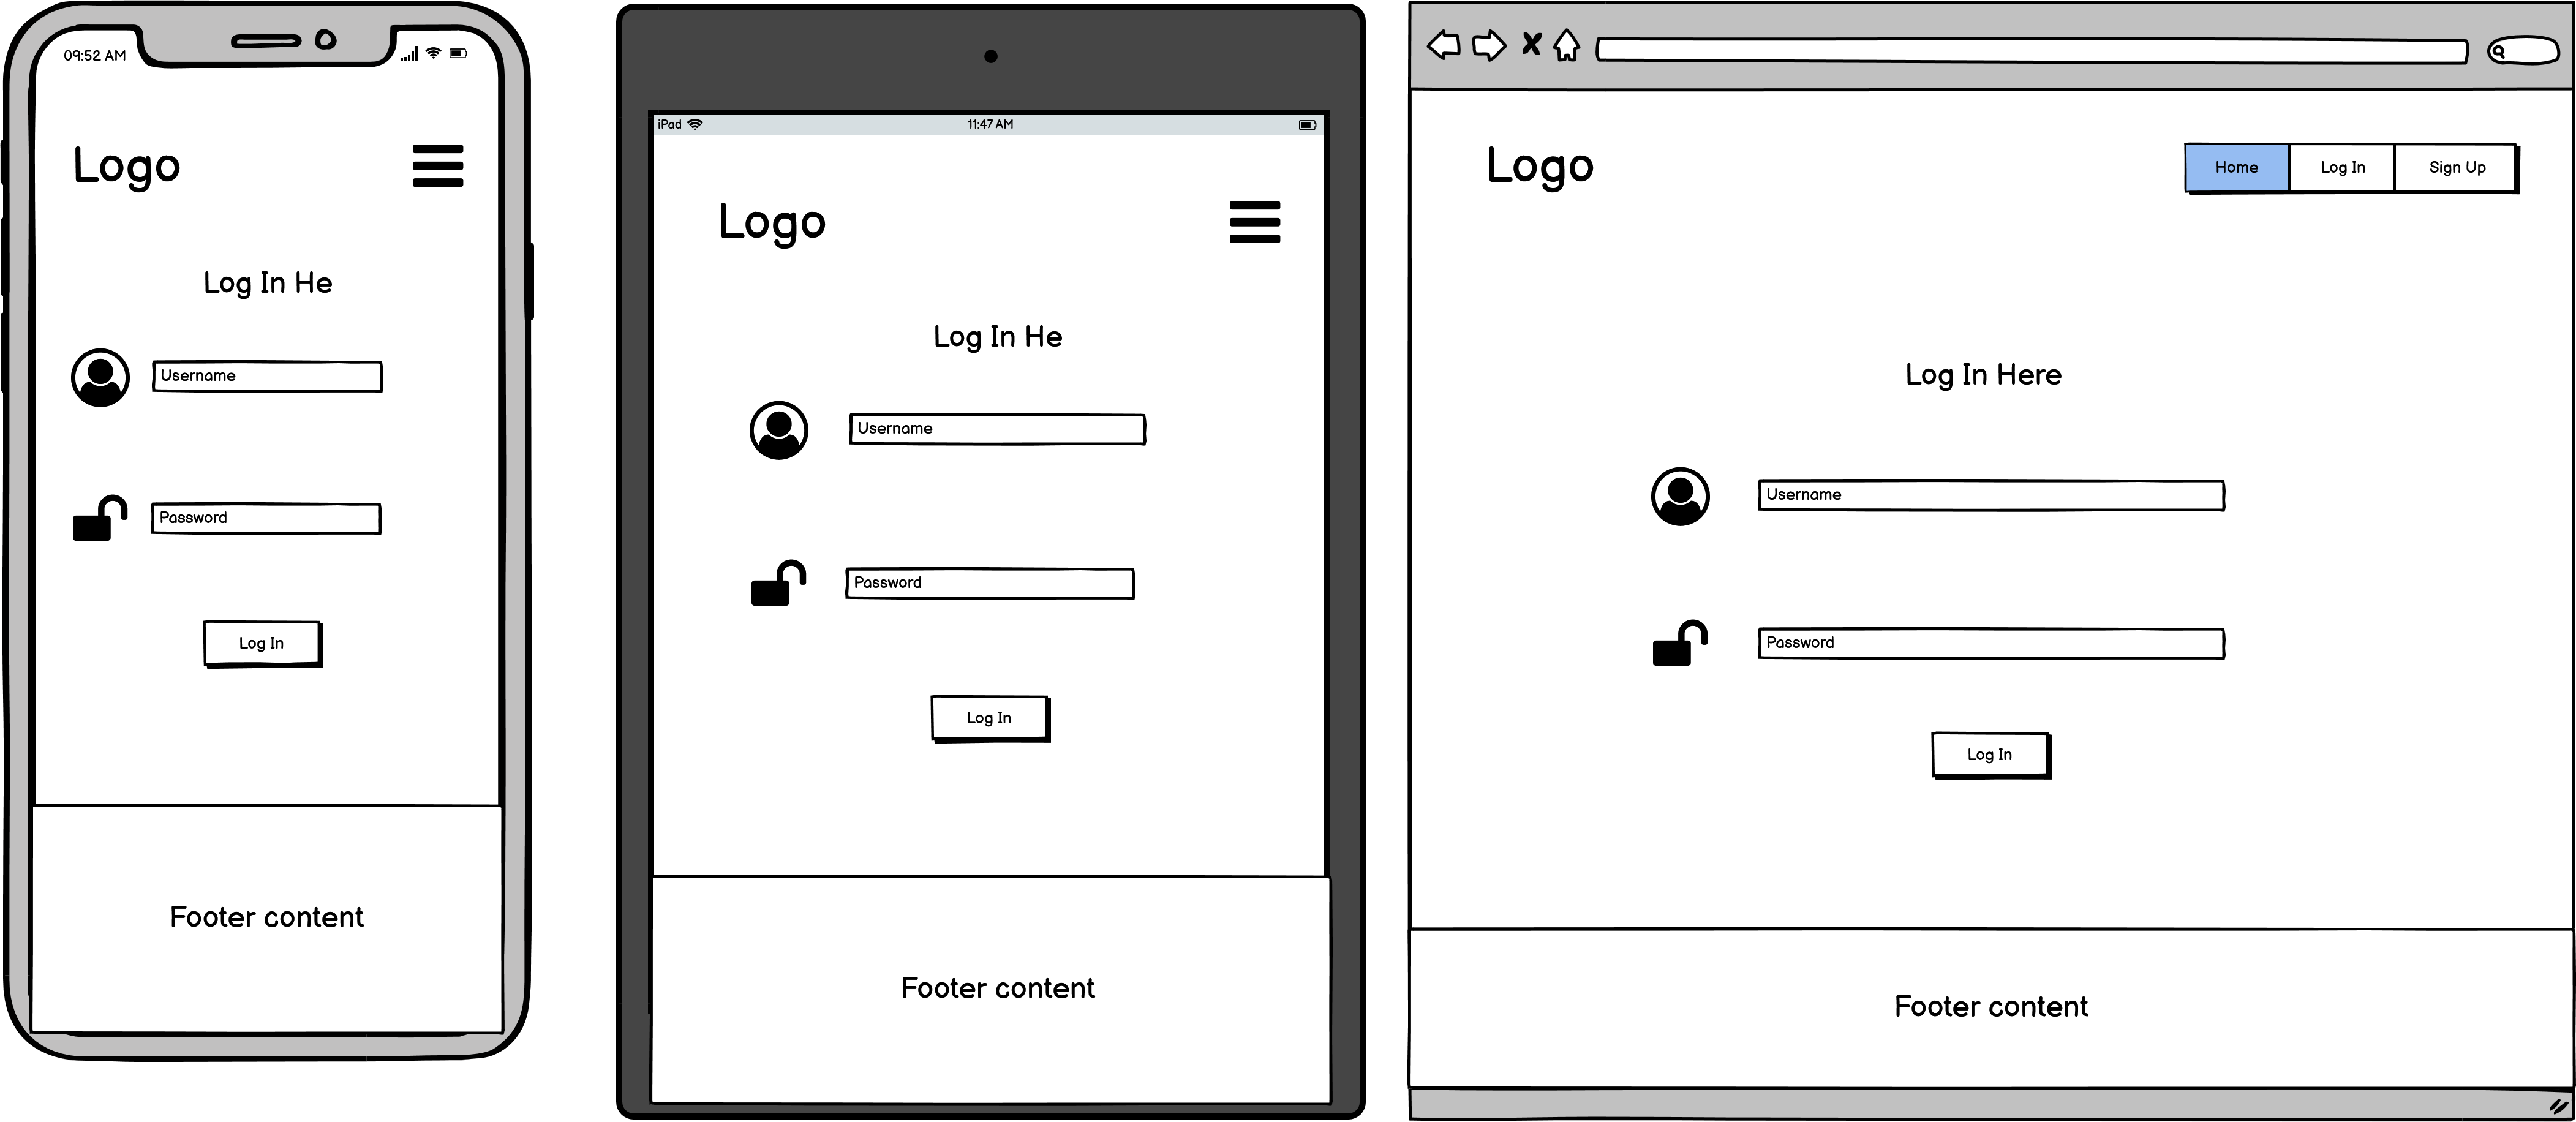 09:52 AM
Logo
Log In He
Username
Password
Log In
Footer content
iPad
11:47 AM
Logo
Log In He
Username
Password
Log In
Footer content
Logo
Home
Log In
Sign Up
Log In Here
Username
Password
Log In
Footer content